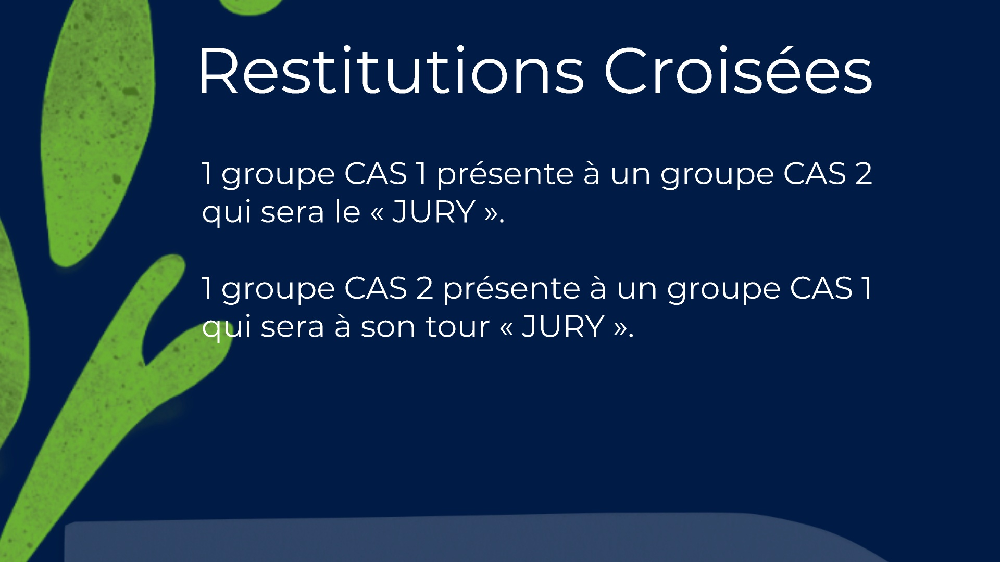 Restitutions Croisées
1 groupe CAS 1 présente à un groupe CAS 2
qui sera le « JURY ».
1 groupe CAS 2 présente à un groupe CAS 1
qui sera à son tour « JURY ».